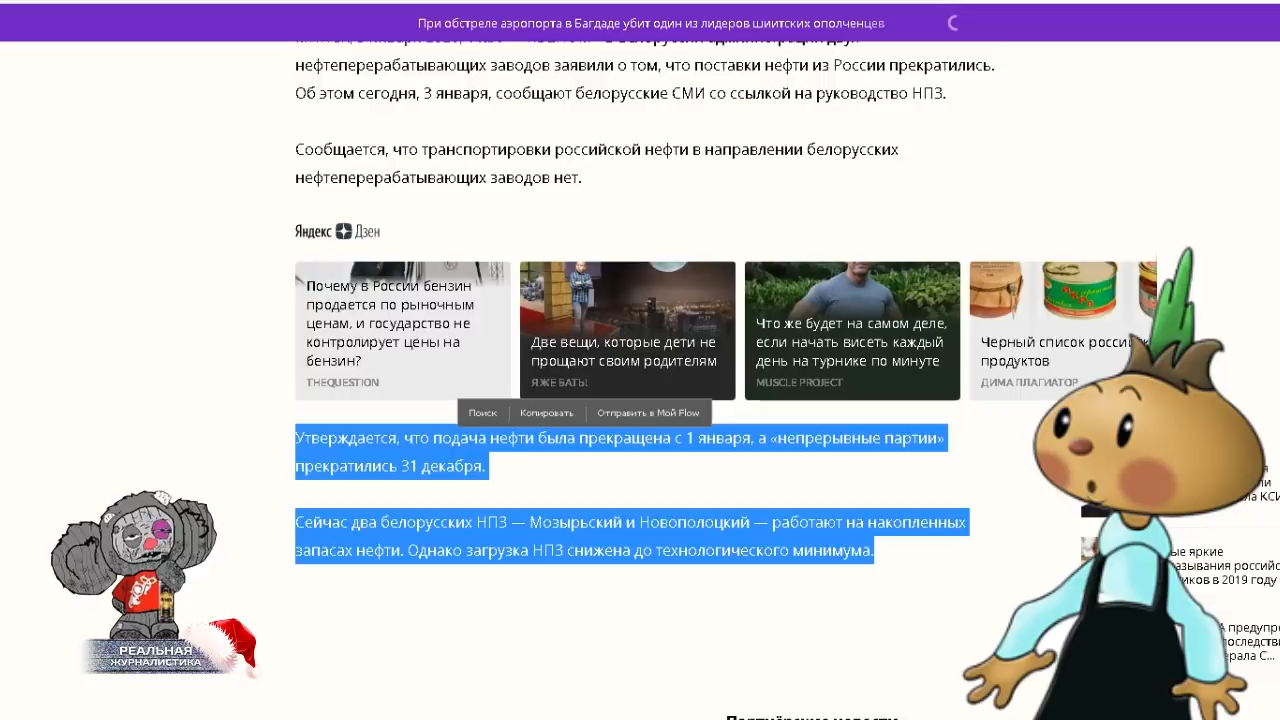 При обстреле аэропорта в Багдаде убит один из лидеров шиитских ополченцев
нефтеперерабатывающих заводов заявили о том, что поставки нефти из России прекратились.
Об этом сегодня, 3 января, сообщают белорусские СМИ со ссылкой на руководство НПЗ.
Сообщается, что транспортировки российской нефти в направлении белорусских
нефтеперерабатывающих заводов нет.
Яндекс Дзен
Почему в России бензин
продается по рыночным
ценам, и государство не
контролирует цены на
бензин?
THEQUESTION
Две вещи, которые дети не
прощают своим родителям
ЯЖЕ БАТЫ
Что же будет на самом деле,
если начать висеть каждый
день на турнике по минуте
MUSCLE PROJECT
Черный список
продуктов
ДИМА ПЛАГИАТОР
Поиск
Копировать
Отправить в Мой Flow
Утверждается, что подача нефти была прекращена с 1 января, а «непрерывные партии»
прекратились 31 декабря.
Сейчас два белорусских НПЗ — Мозырьский и Новополоцкий — работают на накопленных
запасах нефти. Однако загрузка НПЗ снижена до технологического минимума.
РЕАЛЬНАЯ
ЖУРНАЛИСТИКА
яркие
в 2019 году